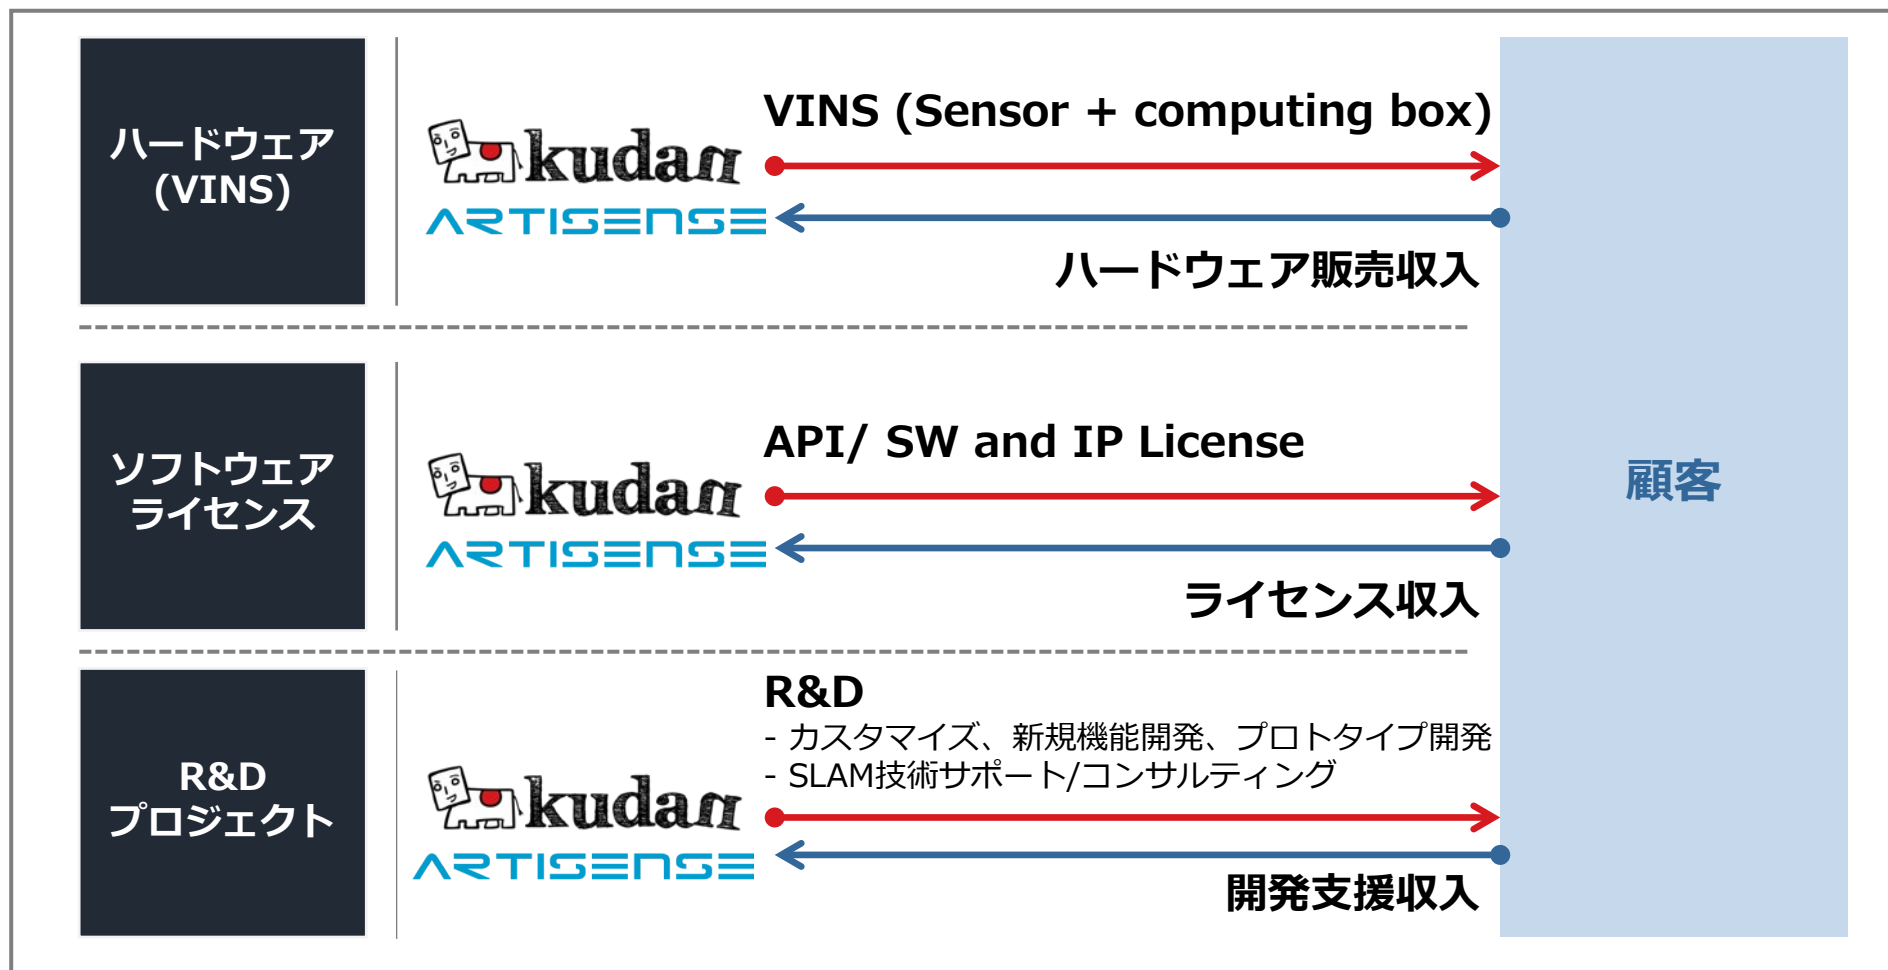 ハードウェア
(VINS)
kudan
ARTISENSE
VINS (Sensor + computing box)
ハードウェア販売収入
ソフトウェア
ライセンス
kudan
ARTISENSE
API/ SW and IP License
ライセンス収入
顧客
R&D
プロジェクト
kudan
ARTISENSE
R&D
- カスタマイズ、新規機能開発、プロトタイプ開発
- SLAM技術サポート/コンサルティング
開発支援収入